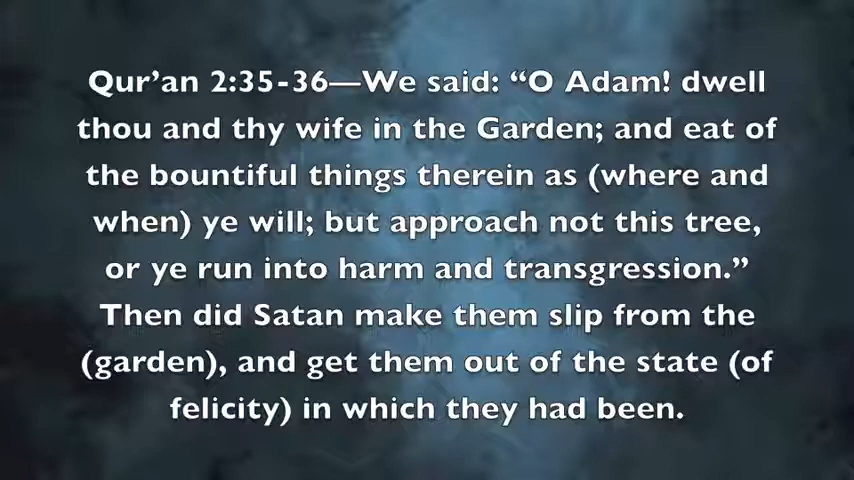 Qur’an 2:35-36—We said: “O Adam! dwell
thou and thy wife in the Garden; and eat of
the bountiful things therein as (where and
when) ye will; but approach not this tree,
or ye run into harm and transgression.”
Then did Satan make them slip from the
(garden), and get them out of the state (of
felicity) in which they had been.